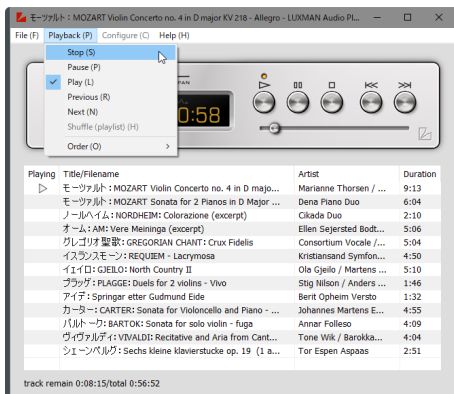 モーツァルト：MOZART Violin Concerto no. 4 in D major KV 218 - Allegro - LUXMAN Audio Pl...
File (F) Playback (P) Configure (C) Help (H)
Stop (S)
Pause (P)
Play (L)
Previous (R)
Next (N)
Shuffle (playlist) (H)
Order (O)
0:58
Playing Title/Filename Artist Duration
モーツァルト：MOZART Violin Concerto no. 4 in D majo... Marianne Thorsen / ... 9:13
モーツァルト：MOZART Sonata for 2 Pianos in D Major ... Dena Piano Duo 6:04
ノールハイム：NORDHEIM: Colorazione (excerpt) Cikada Duo 2:10
オーム：AM: Vere Meininga (excerpt) Ellen Sejersted Bodt... 5:06
グレゴリオ聖歌：GREGORIAN CHANT: Crux Fidelis Consortium Vocale /... 5:04
イスランスモーン：REQUIEM - Lacrymosa Kristiansand Symfon... 4:50
イェイロ：GJEILO: North Country II Ola Gjeilo / Martens ... 5:10
プラッゲ：PLAGGE: Duels for 2 violins - Vivo Stig Nilson / Anders ... 1:46
アイデ：Springar etter Gudmund Eide Berit Opheim Versto 1:32
カーター：CARTER: Sonata for Violoncello and Piano - ... Johannes Martens E... 4:55
バルトーク：BARTOK: Sonata for solo violin - fuga Annar Folleso 4:09
ヴィヴァルディ：VIVALDI: Recitative and Aria from Cant... Tone Wik / Barokka... 4:04
シェーンベルグ：Sechs kleine klavierstucke op. 19 (1 a... Tor Espen Aspaas 2:51
track remain 0:08:15/total 0:56:52